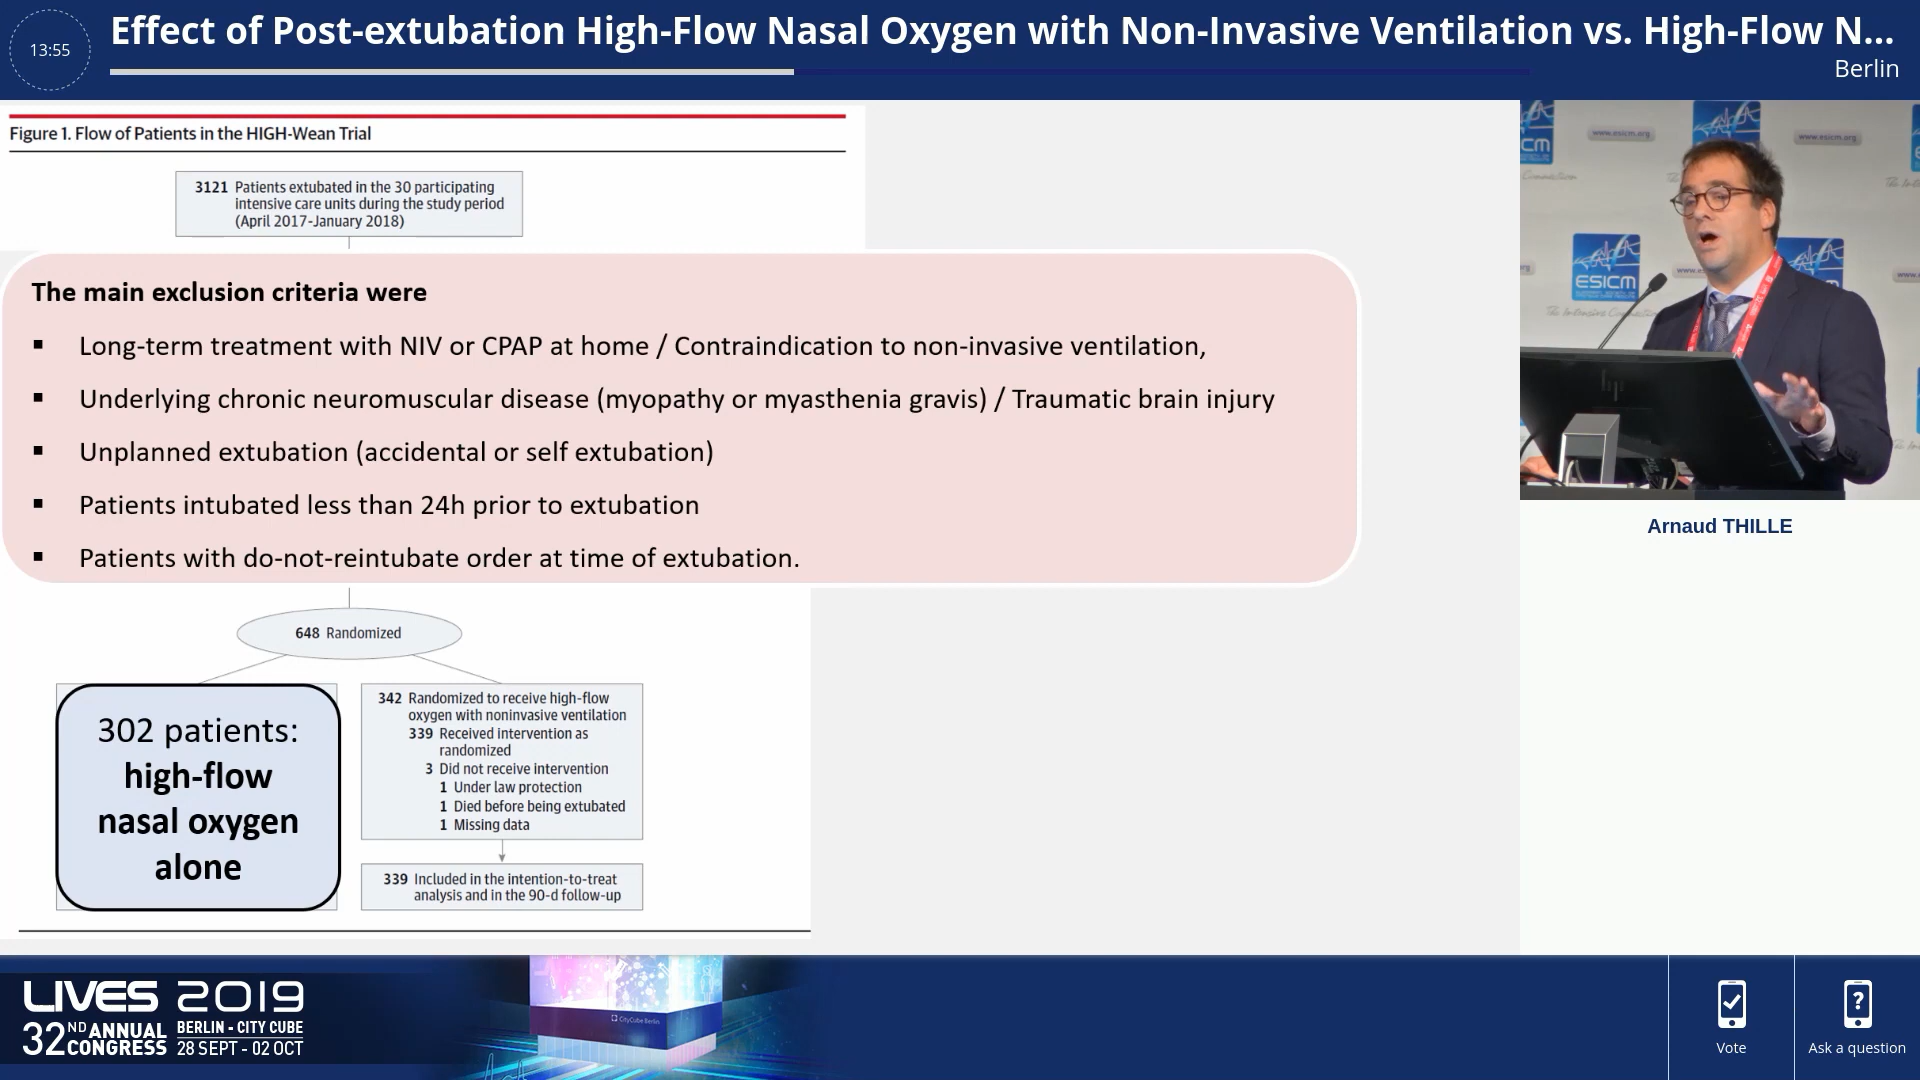 13:55
Effect of Post-extubation High-Flow Nasal Oxygen with Non-Invasive Ventilation vs. High-Flow N...
Berlin
Figure 1. Flow of Patients in the HIGH-Wean Trial
3121 Patients extubated in the 30 participating
intensive care units during the study period
(April 2017-January 2018)
The main exclusion criteria were
▪ Long-term treatment with NIV or CPAP at home / Contraindication to non-invasive ventilation,
▪ Underlying chronic neuromuscular disease (myopathy or myasthenia gravis) / Traumatic brain injury
▪ Unplanned extubation (accidental or self extubation)
▪ Patients intubated less than 24h prior to extubation
▪ Patients with do-not-reintubate order at time of extubation.
648 Randomized
302 patients:
high-flow
nasal oxygen
alone
342 Randomized to receive high-flow
oxygen with noninvasive ventilation
339 Received intervention as
randomized
3 Did not receive intervention
1 Under law protection
1 Died before being extubated
1 Missing data
339 Included in the intention-to-treat
analysis and in the 90-d follow-up
www.esicm.org
www.esicm.org
ESICM
Arnaud THILLE
LIVES 2019
32ND ANNUAL CONGRESS
BERLIN - CITY CUBE
28 SEPT - 02 OCT
CityCube Berlin
Vote
Ask a question